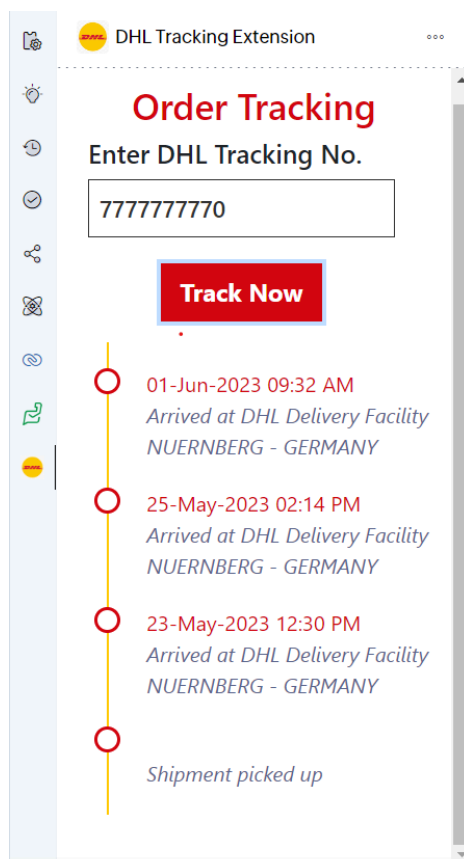 DHL DHL Tracking Extension
Order Tracking
Enter DHL Tracking No.
7777777770
Track Now
01-Jun-2023 09:32 AM
Arrived at DHL Delivery Facility
NUERNBERG - GERMANY
25-May-2023 02:14 PM
Arrived at DHL Delivery Facility
NUERNBERG - GERMANY
DHL
23-May-2023 12:30 PM
Arrived at DHL Delivery Facility
NUERNBERG - GERMANY
Shipment picked up